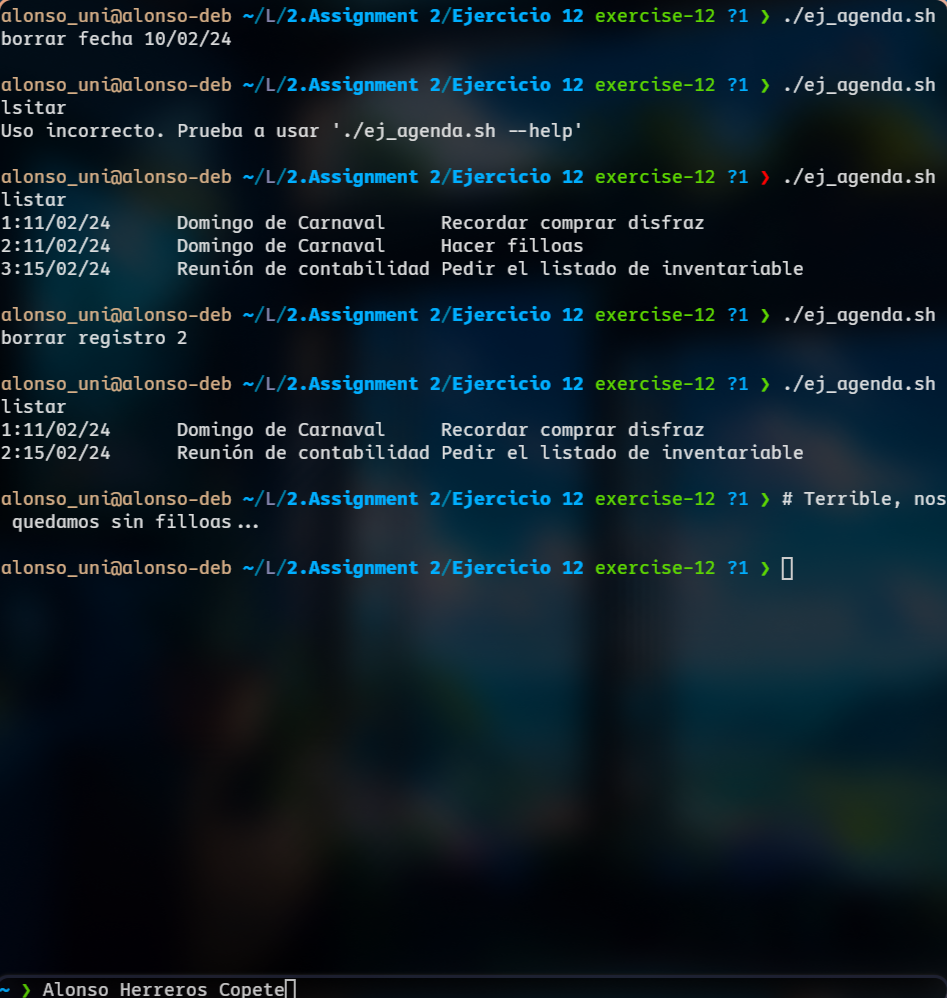 alonso_uni@alonso-deb ~/L/2.Assignment 2/Ejercicio 12 exercise-12 ?1 ❯ ./ej_agenda.sh
borrar fecha 10/02/24
alonso_uni@alonso-deb ~/L/2.Assignment 2/Ejercicio 12 exercise-12 ?1 ❯ ./ej_agenda.sh
lsitar
Uso incorrecto. Prueba a usar './ej_agenda.sh --help'
alonso_uni@alonso-deb ~/L/2.Assignment 2/Ejercicio 12 exercise-12 ?1 ❯ ./ej_agenda.sh
listar
1:11/02/24      Domingo de Carnaval     Recordar comprar disfraz
2:11/02/24      Domingo de Carnaval     Hacer filloas
3:15/02/24      Reunión de contabilidad Pedir el listado de inventariable
alonso_uni@alonso-deb ~/L/2.Assignment 2/Ejercicio 12 exercise-12 ?1 ❯ ./ej_agenda.sh
borrar registro 2
alonso_uni@alonso-deb ~/L/2.Assignment 2/Ejercicio 12 exercise-12 ?1 ❯ ./ej_agenda.sh
listar
1:11/02/24      Domingo de Carnaval     Recordar comprar disfraz
2:15/02/24      Reunión de contabilidad Pedir el listado de inventariable
alonso_uni@alonso-deb ~/L/2.Assignment 2/Ejercicio 12 exercise-12 ?1 ❯ # Terrible, nos
quedamos sin filloas...
alonso_uni@alonso-deb ~/L/2.Assignment 2/Ejercicio 12 exercise-12 ?1 ❯
~ ❯ Alonso Herreros Copete